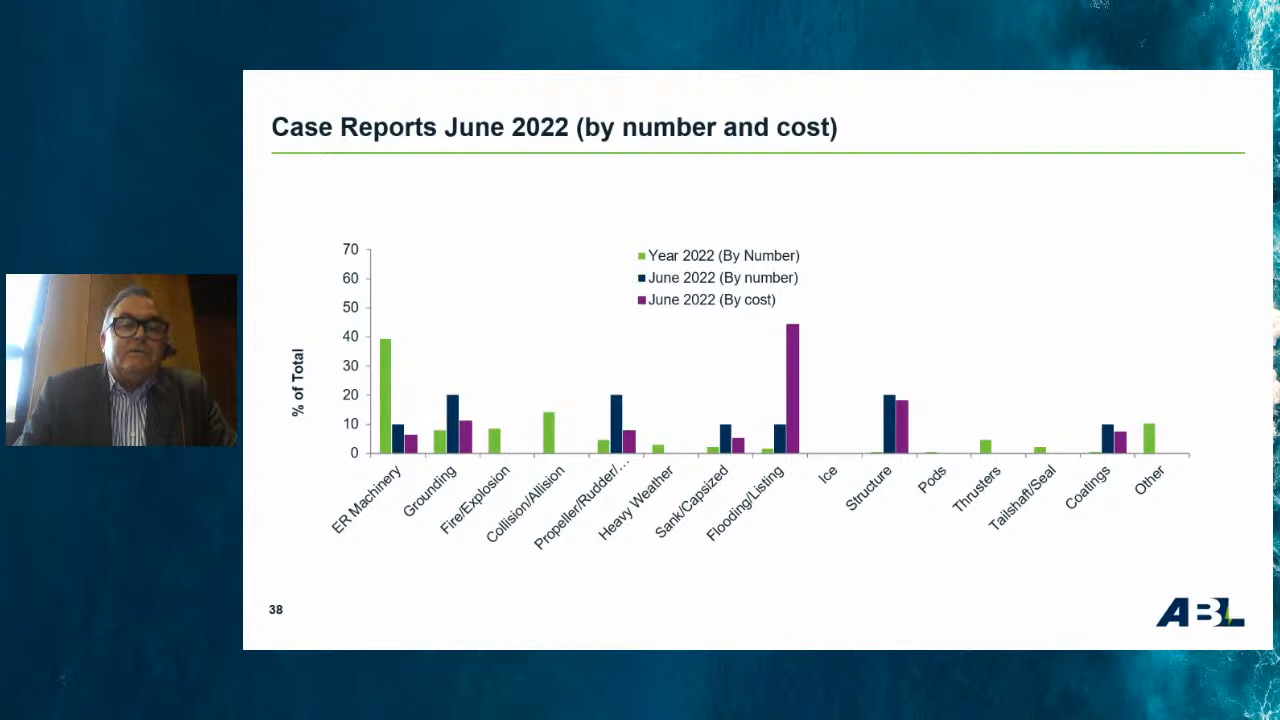 Case Reports June 2022 (by number and cost)
Year 2022 (By Number)
June 2022 (By number)
June 2022 (By cost)
% of Total
70
60
50
40
30
20
10
0
ER Machinery
Grounding
Fire/Explosion
Collision/Allision
Propeller/Rudder/...
Heavy Weather
Sank/Capsized
Flooding/Listing
Ice
Structure
Pods
Thrusters
Tailshaft/Seal
Coatings
Other
38
ABL